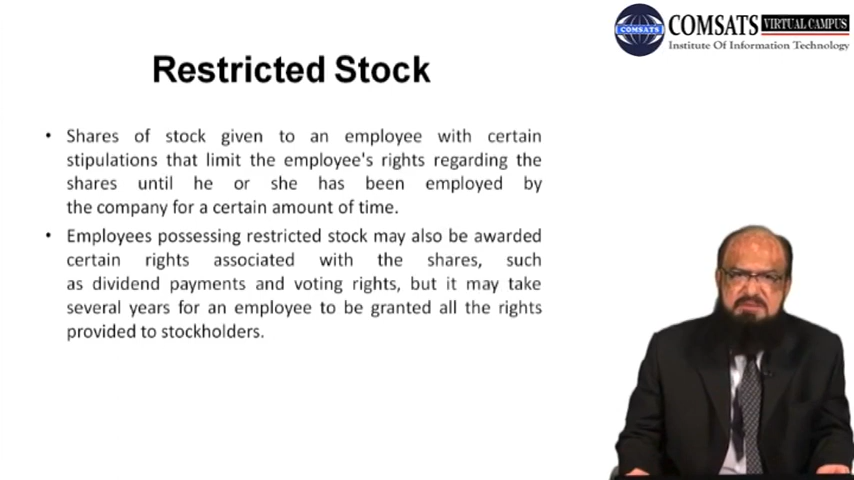 COMSATS
COMSATS VIRTUAL CAMPUS
Institute Of Information Technology
Restricted Stock
• Shares of stock given to an employee with certain
stipulations that limit the employee's rights regarding the
shares until he or she has been employed by
the company for a certain amount of time.
• Employees possessing restricted stock may also be awarded
certain rights associated with the shares, such
as dividend payments and voting rights, but it may take
several years for an employee to be granted all the rights
provided to stockholders.